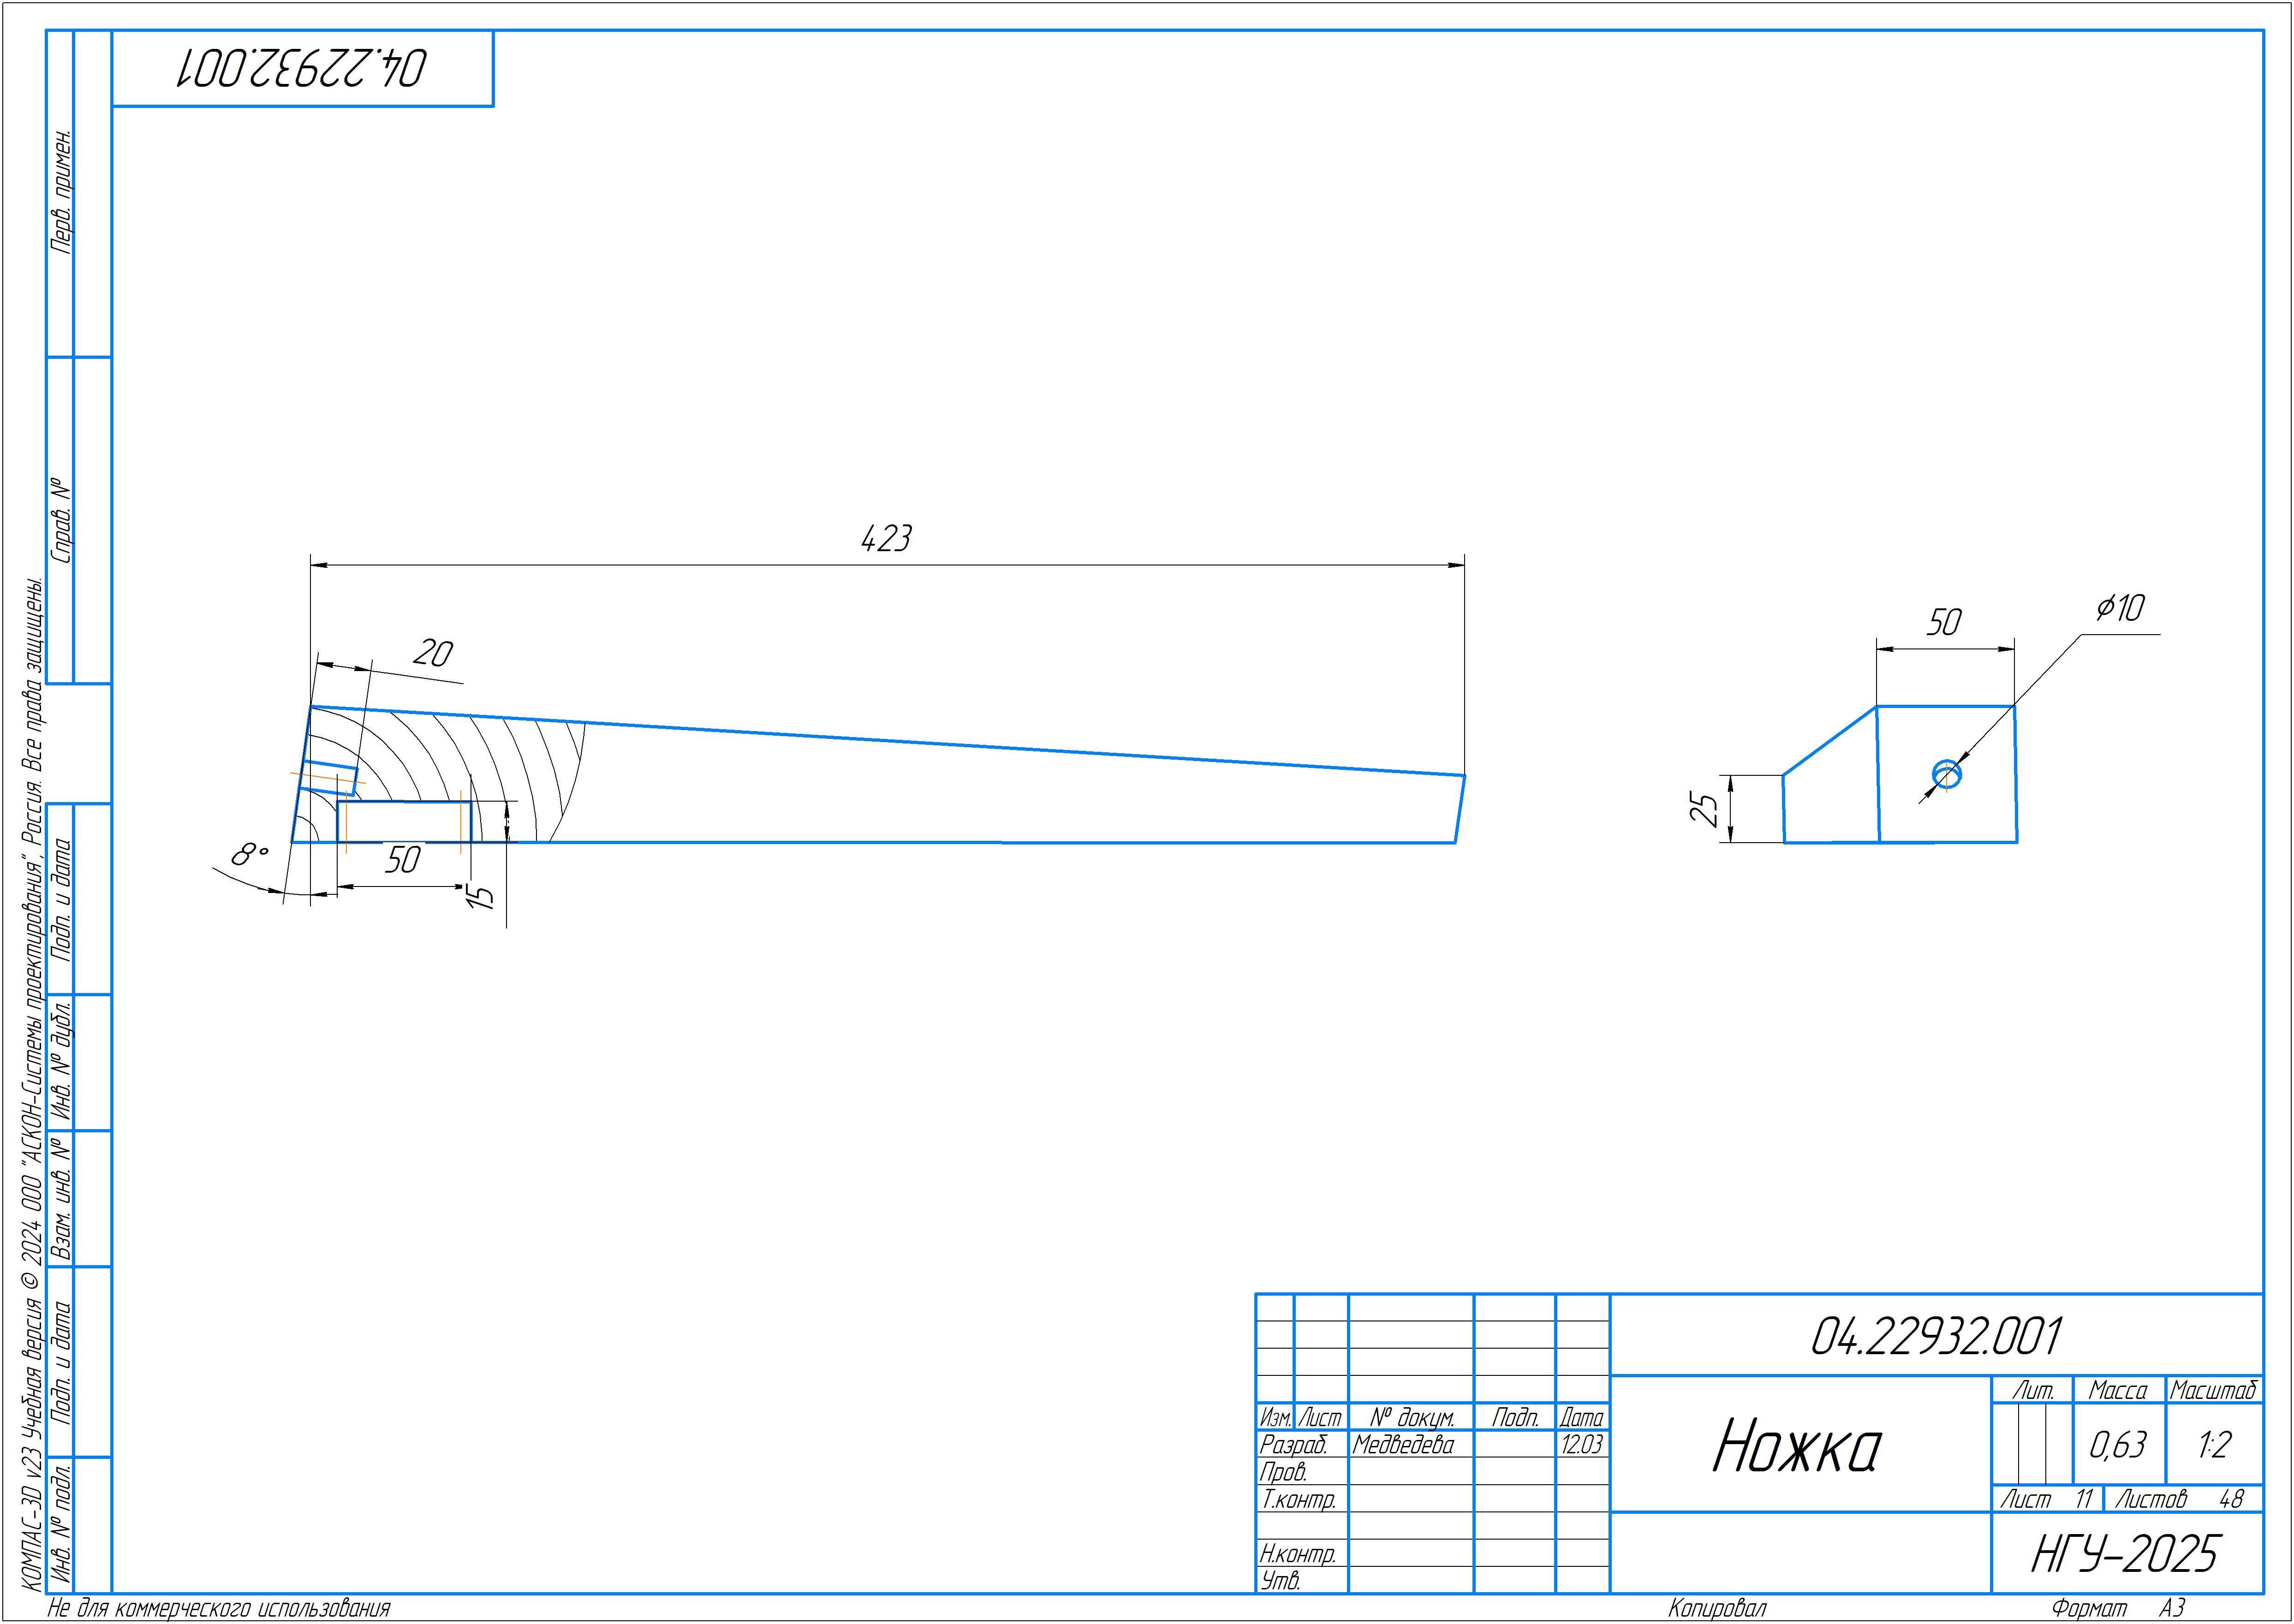 04.22932.001
Перв. примен.
Справ. №
Подп. и дата
Инв. № дубл.
Взам. инв. №
Подп. и дата
Инв. № подл.
КОМПАС-3D v23 Учебная версия © 2024 ООО "АСКОН-Системы проектирования", Россия. Все права защищены.
423
20
8°
50
15
50
⌀10
25
04.22932.001
Лит. Масса Масштаб
Изм. Лист № докум. Подп. Дата
Разраб. Медведева 12.03
Пров.
Т.контр.
Н.контр.
Утв.
Ножка
0,63 1:2
Лист 11 Листов 48
НГУ-2025
Не для коммерческого использования
Копировал
Формат А3